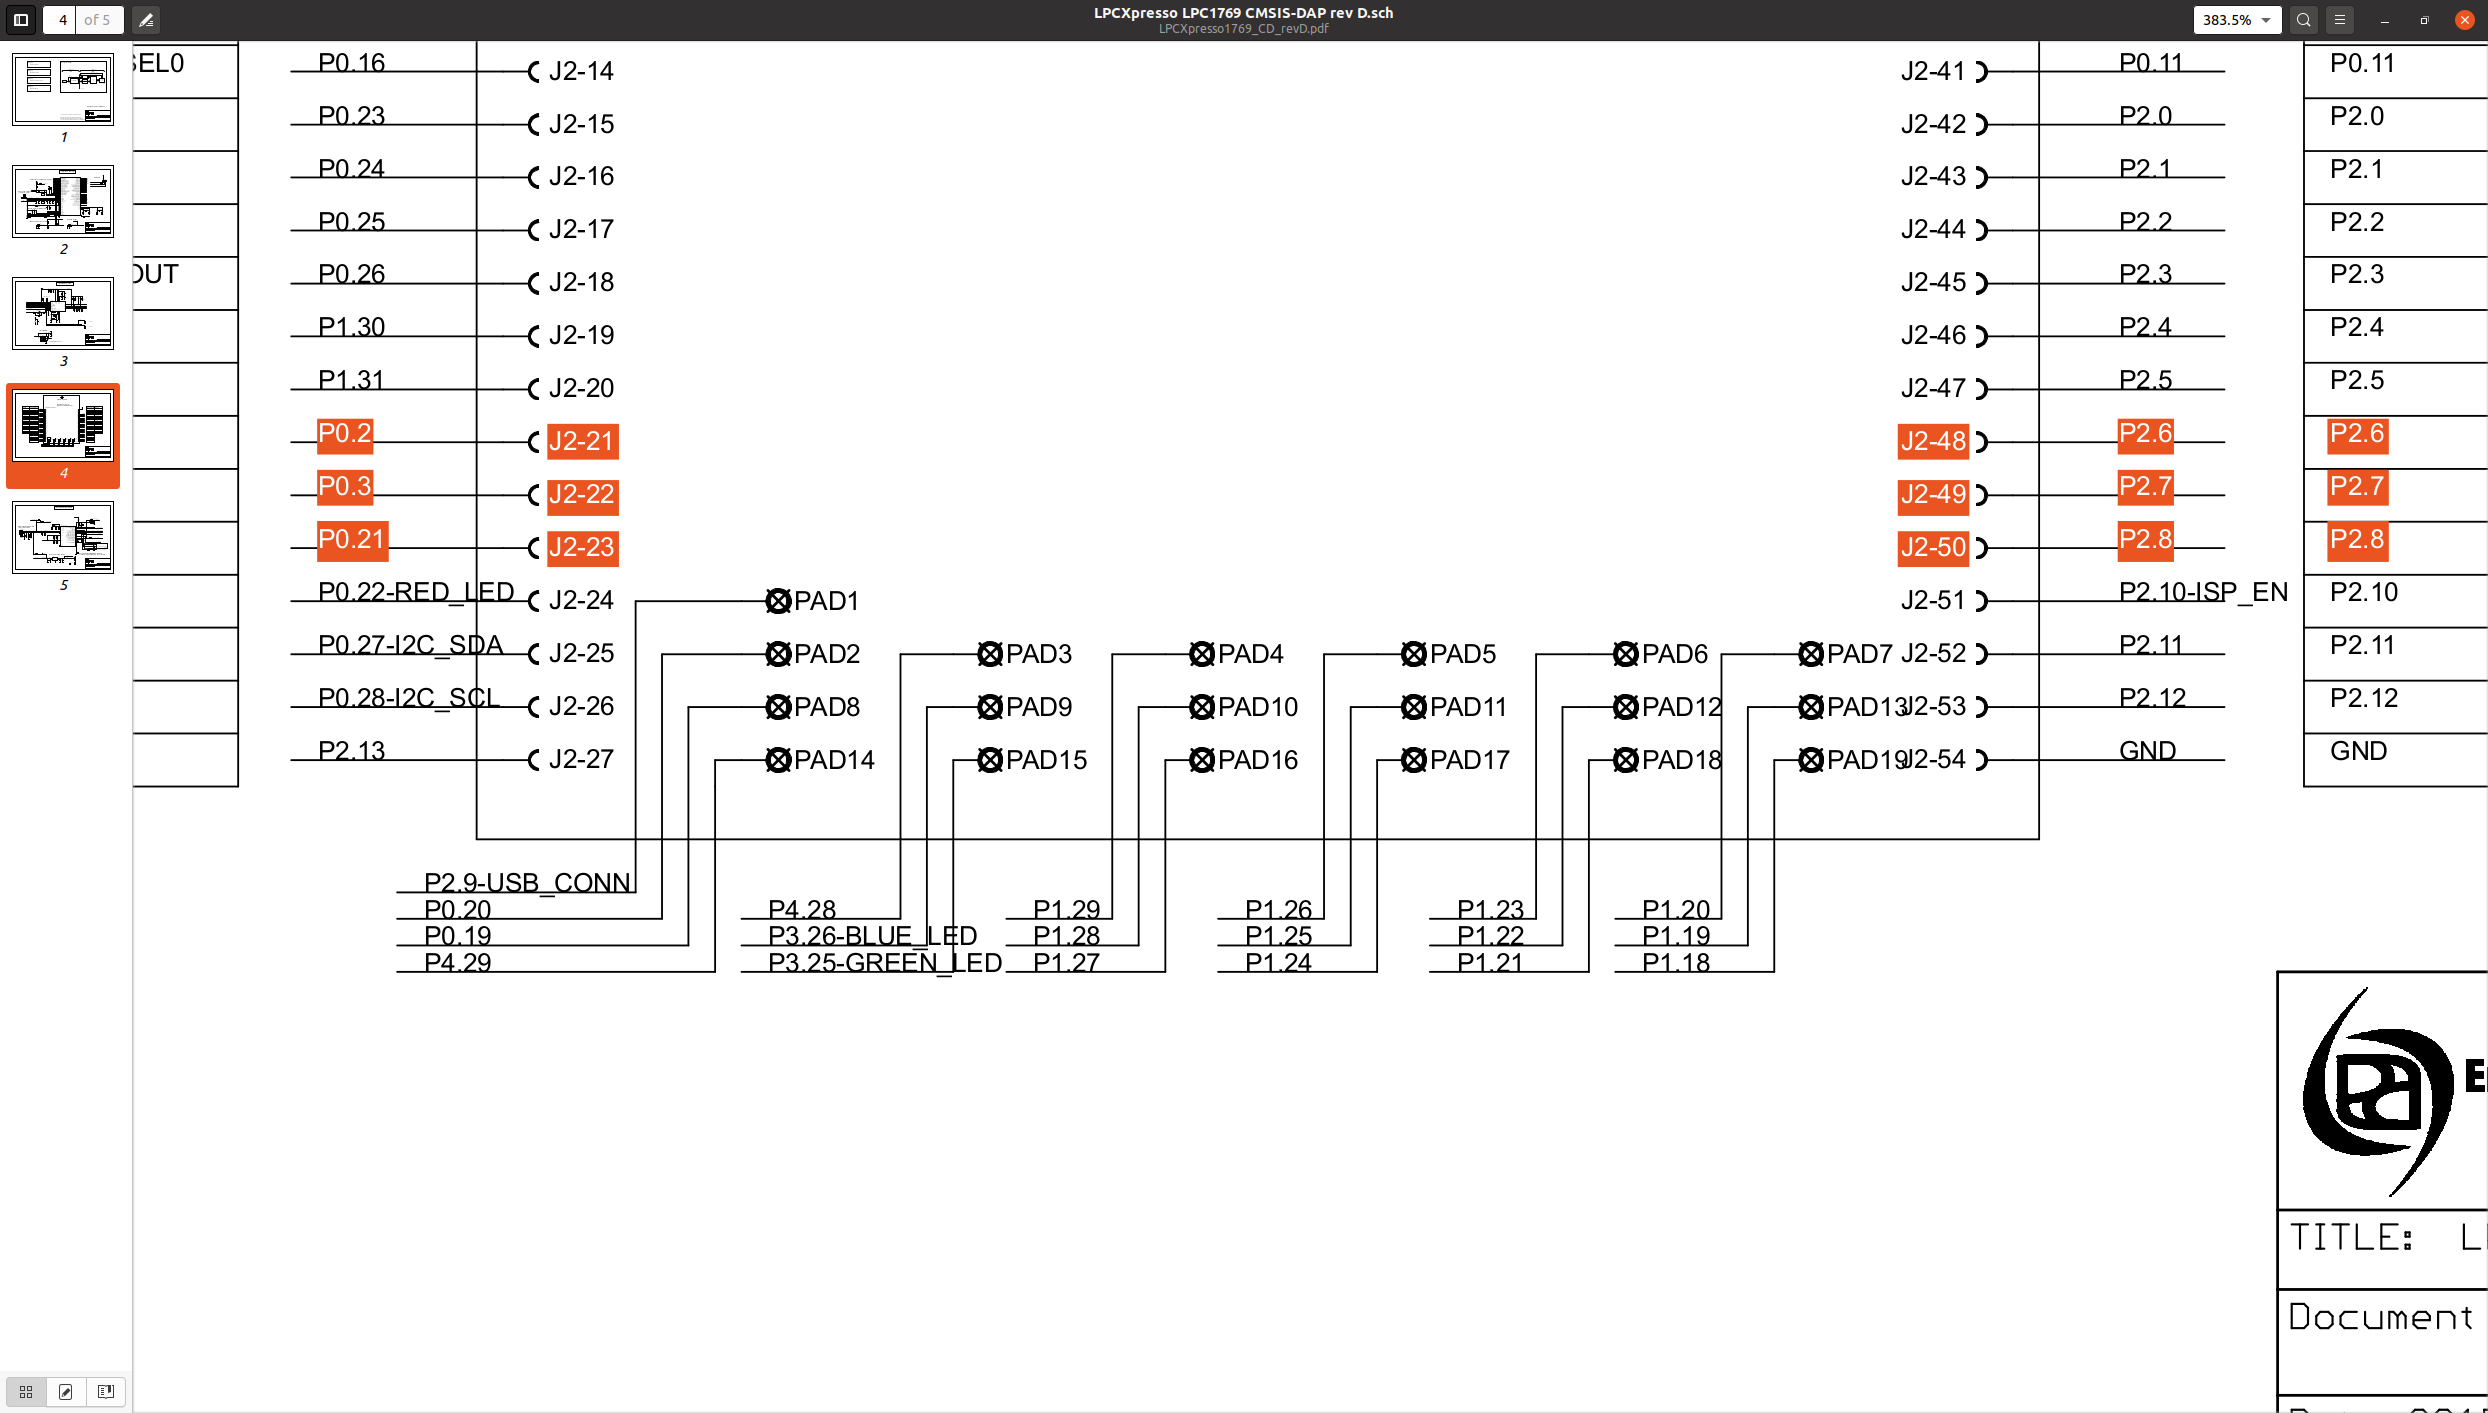 4 of 5
LPCXpresso LPC1769 CMSIS-DAP rev D.sch
LPCXpresso1769_CD_revD.pdf
383.5%
1
2
3
4
5
SEL0 P0.16 J2-14 J2-41 P0.11 P0.11
P0.23 J2-15 J2-42 P2.0 P2.0
P0.24 J2-16 J2-43 P2.1 P2.1
P0.25 J2-17 J2-44 P2.2 P2.2
OUT P0.26 J2-18 J2-45 P2.3 P2.3
P1.30 J2-19 J2-46 P2.4 P2.4
P1.31 J2-20 J2-47 P2.5 P2.5
P0.2 J2-21 J2-48 P2.6 P2.6
P0.3 J2-22 J2-49 P2.7 P2.7
P0.21 J2-23 J2-50 P2.8 P2.8
P0.22-RED_LED J2-24 PAD1 J2-51 P2.10-ISP_EN P2.10
P0.27-I2C_SDA J2-25 PAD2 PAD3 PAD4 PAD5 PAD6 PAD7 J2-52 P2.11 P2.11
P0.28-I2C_SCL J2-26 PAD8 PAD9 PAD10 PAD11 PAD12 PAD13 J2-53 P2.12 P2.12
P2.13 J2-27 PAD14 PAD15 PAD16 PAD17 PAD18 PAD19 J2-54 GND GND
P2.9-USB_CONN
P0.20 P4.28 P1.29 P1.26 P1.23 P1.20
P0.19 P3.26-BLUE_LED P1.28 P1.25 P1.22 P1.19
P4.29 P3.25-GREEN_LED P1.27 P1.24 P1.21 P1.18
TITLE: L
Document